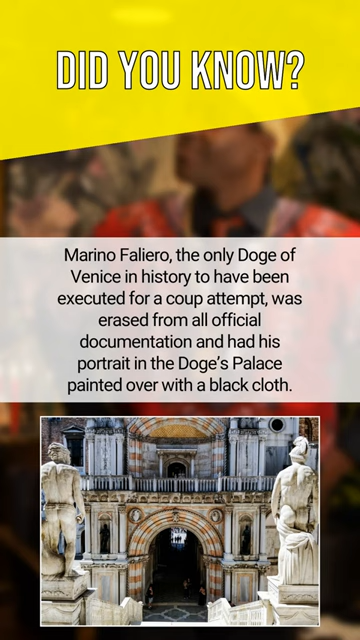 DID YOU KNOW?
Marino Faliero, the only Doge of
Venice in history to have been
executed for a coup attempt, was
erased from all official
documentation and had his
portrait in the Doge’s Palace
painted over with a black cloth.